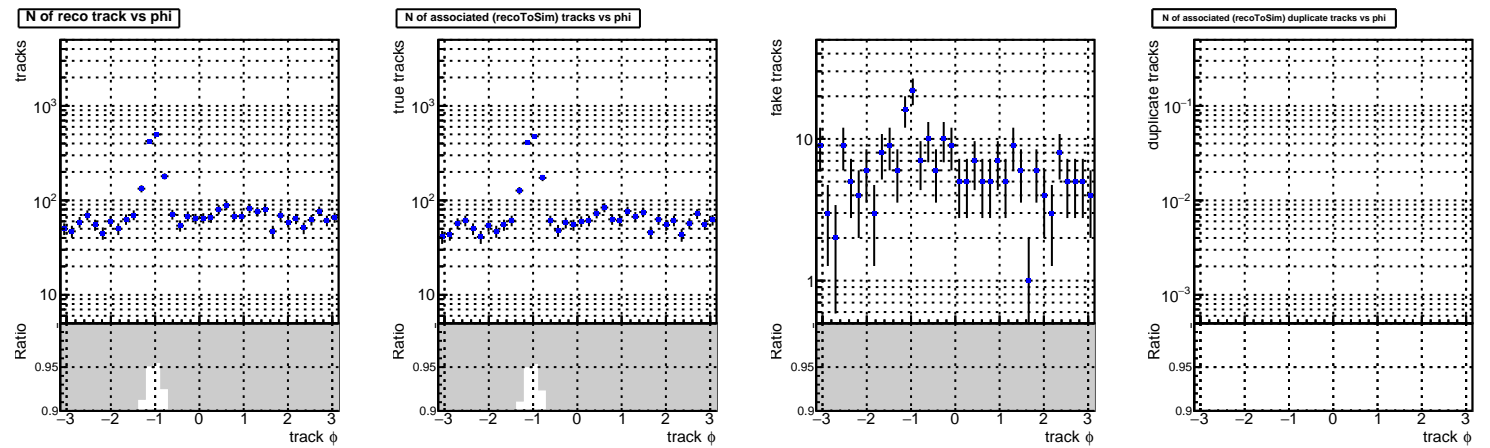 N of reco track vs phi
tracks
10³
10²
10
Ratio
0.95
0.9
−3 −2 −1 0 1 2 3
track ϕ
N of associated (recoToSim) tracks vs phi
true tracks
10³
10²
10
Ratio
0.95
0.9
−3 −2 −1 0 1 2 3
track ϕ
fake tracks
10
1
Ratio
0.95
0.9
−3 −2 −1 0 1 2 3
track ϕ
N of associated (recoToSim) duplicate tracks vs phi
duplicate tracks
10⁻¹
10⁻²
10⁻³
Ratio
0.95
0.9
−3 −2 −1 0 1 2 3
track ϕ